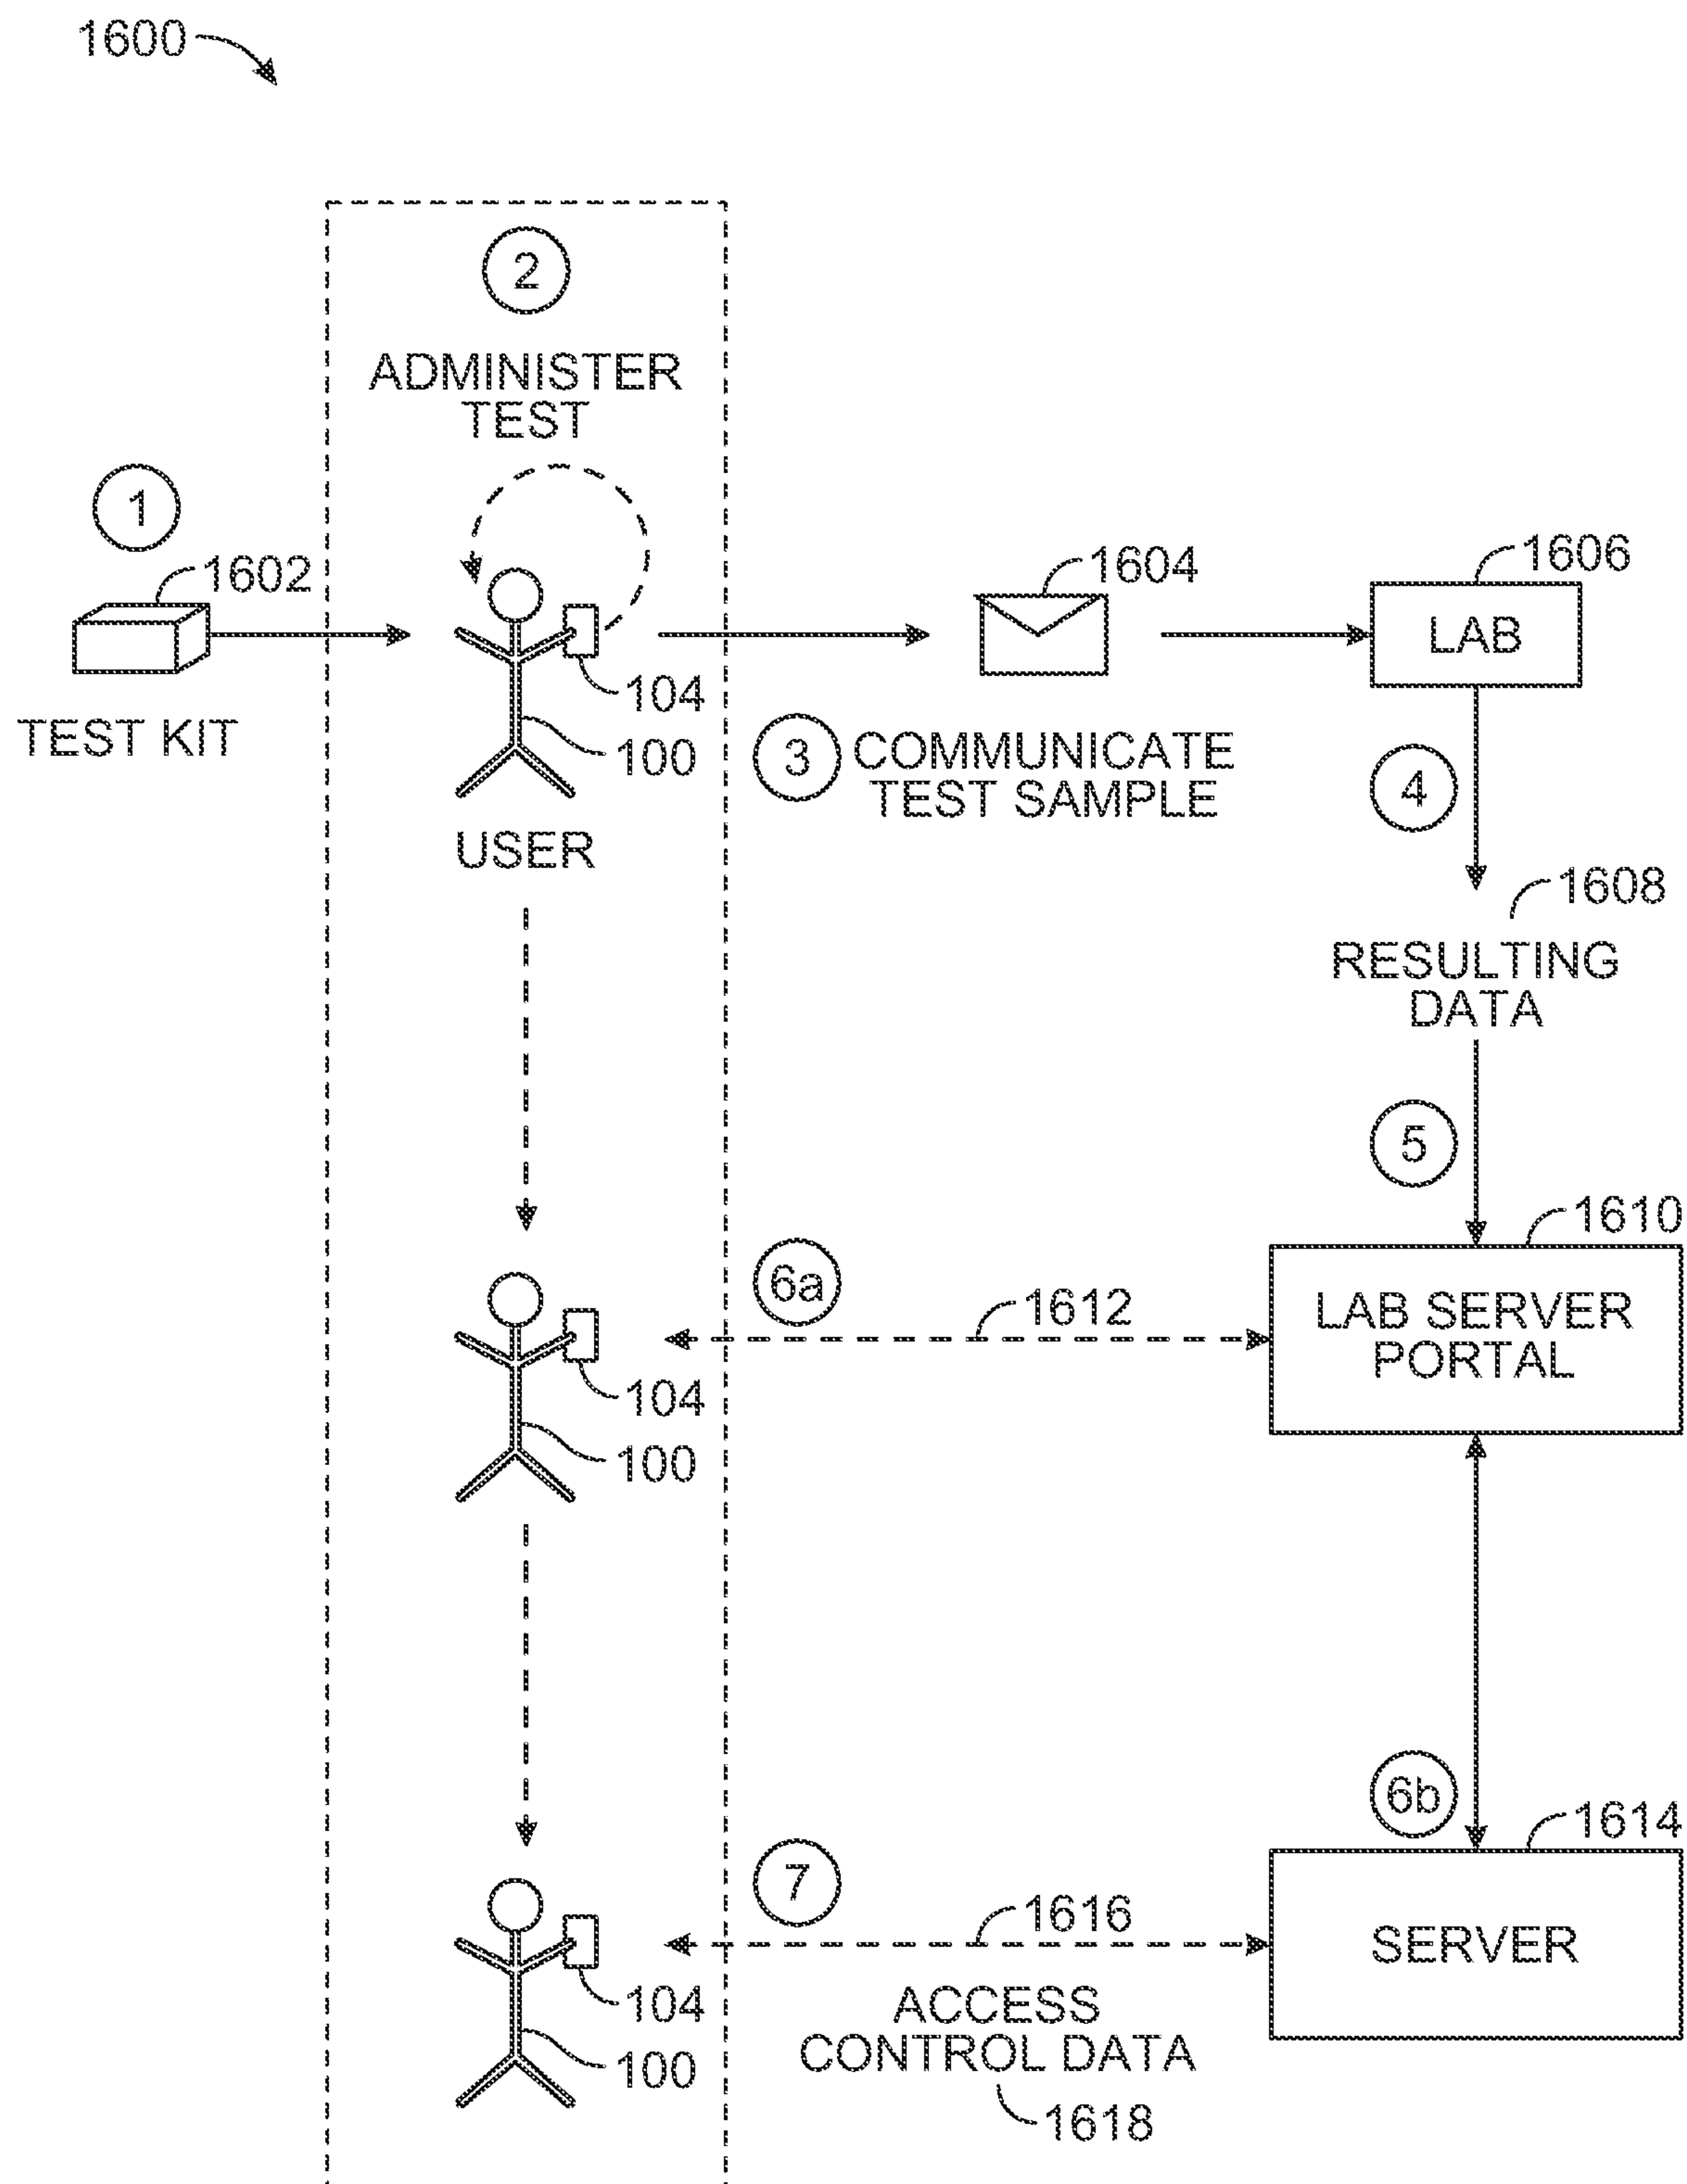 1600
2
ADMINISTER
TEST
1
1602
TEST KIT
104
100
USER
1604
3
COMMUNICATE
TEST SAMPLE
1606
LAB
4
1608
RESULTING
DATA
5
1610
LAB SERVER
PORTAL
6a
1612
104
100
6b
1614
SERVER
7
1616
ACCESS
CONTROL DATA
1618
104
100